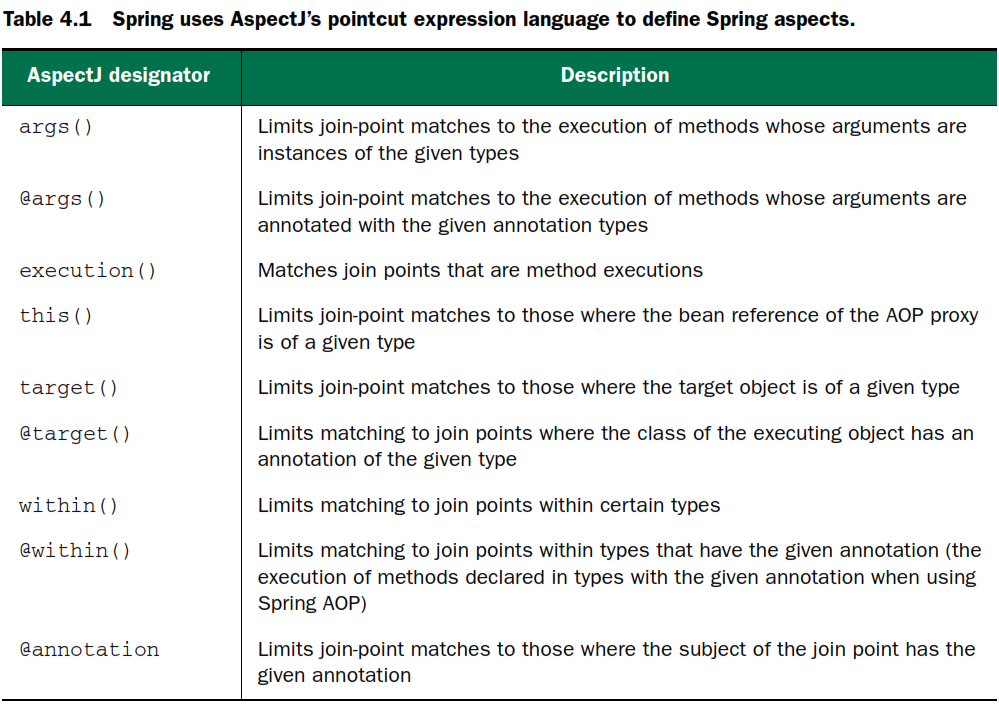 Table 4.1 Spring uses AspectJ’s pointcut expression language to define Spring aspects.
AspectJ designator Description
args() Limits join-point matches to the execution of methods whose arguments are
instances of the given types
@args() Limits join-point matches to the execution of methods whose arguments are
annotated with the given annotation types
execution() Matches join points that are method executions
this() Limits join-point matches to those where the bean reference of the AOP proxy
is of a given type
target() Limits join-point matches to those where the target object is of a given type
@target() Limits matching to join points where the class of the executing object has an
annotation of the given type
within() Limits matching to join points within certain types
@within() Limits matching to join points within types that have the given annotation (the
execution of methods declared in types with the given annotation when using
Spring AOP)
@annotation Limits join-point matches to those where the subject of the join point has the
given annotation